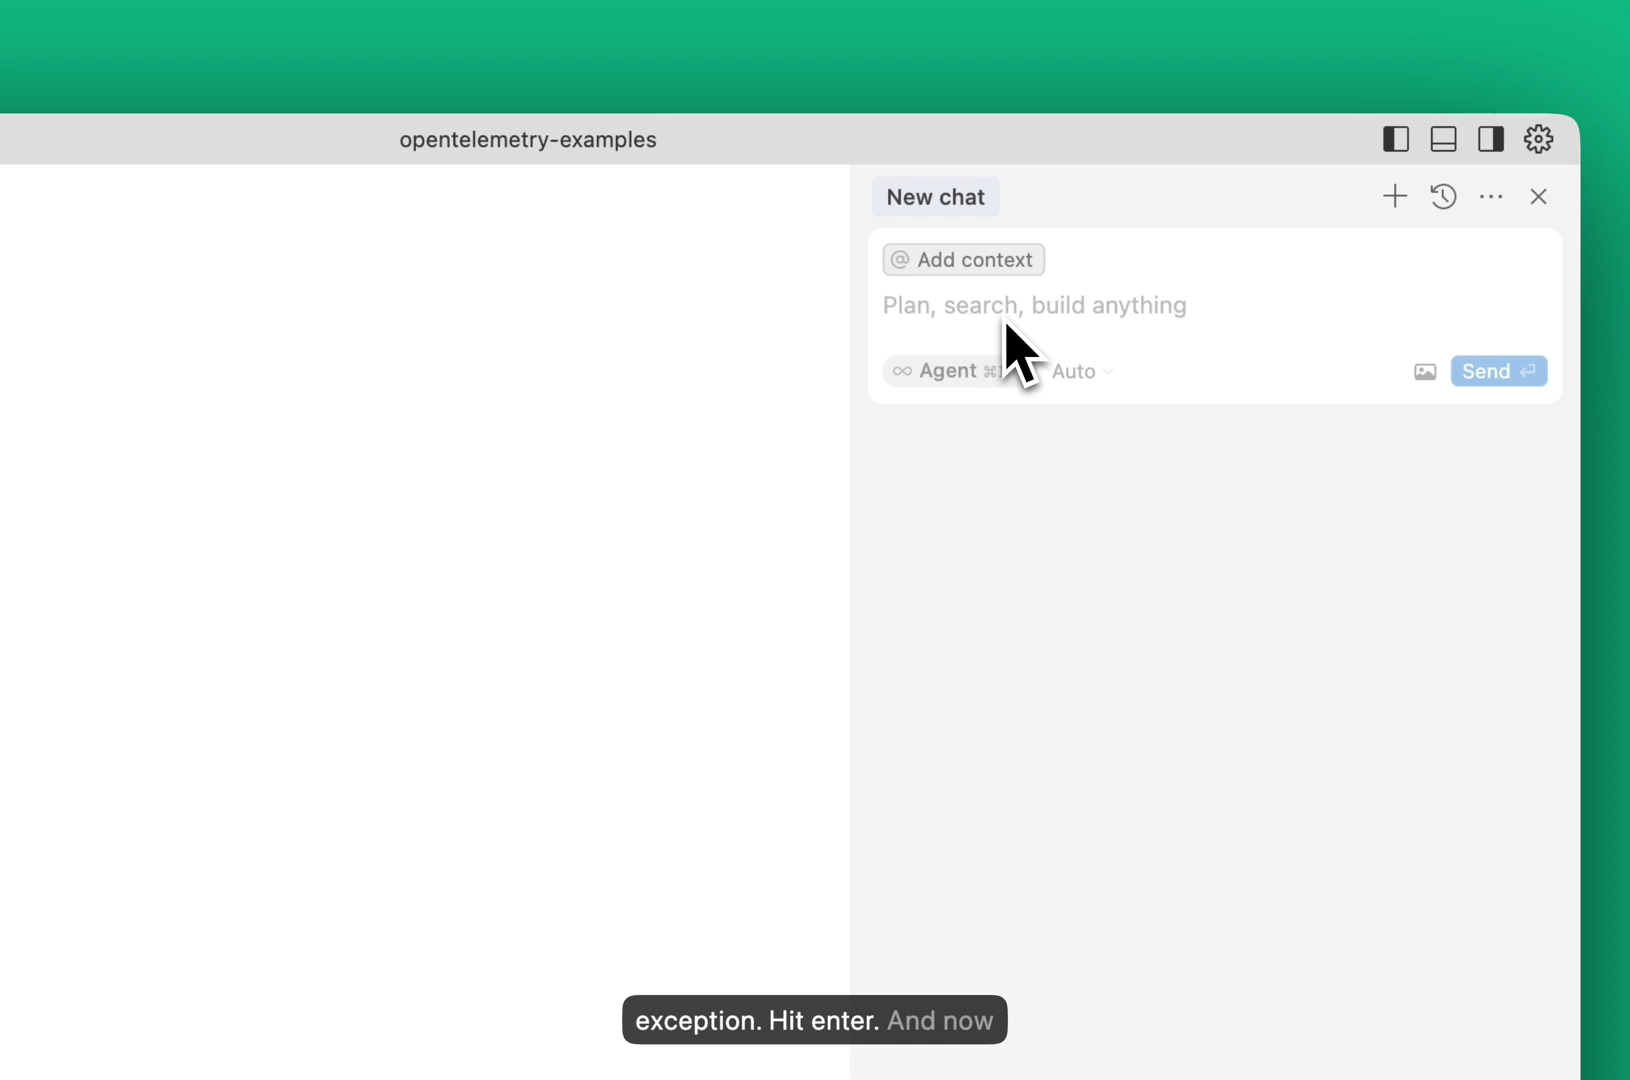 opentelemetry-examples
New chat
@ Add context
Plan, search, build anything
∞ Agent ⌘
Auto
Send ⏎
exception. Hit enter. And now